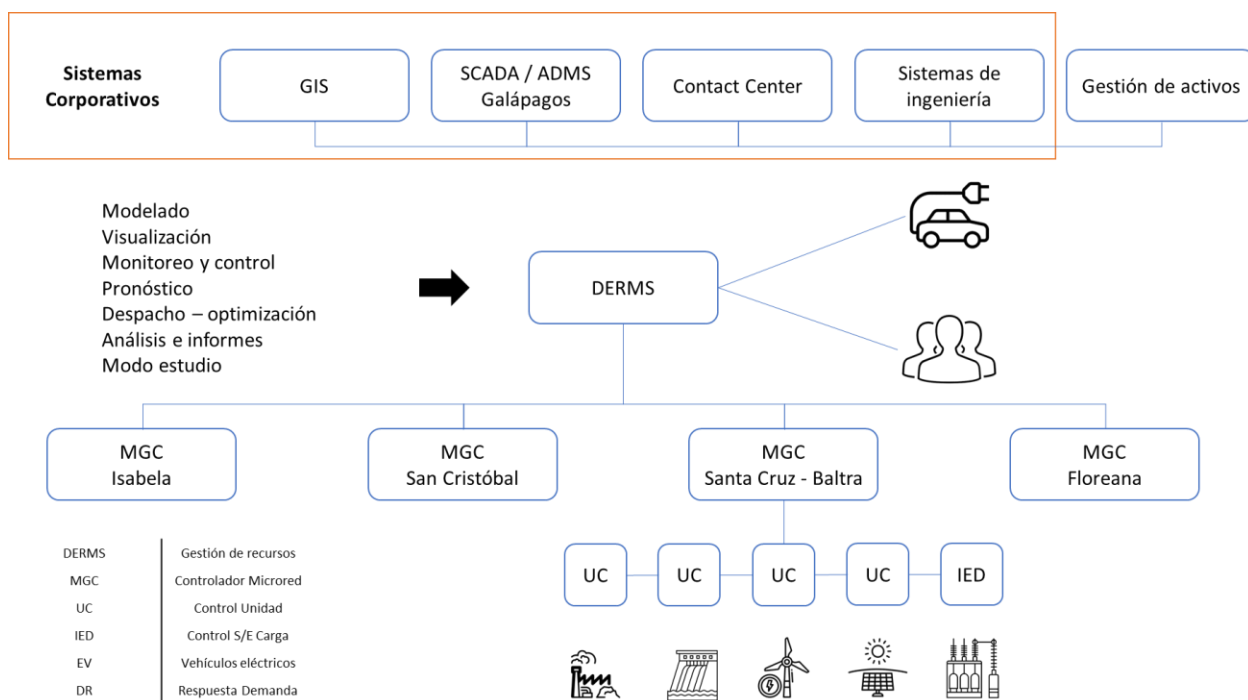 Sistemas
Corporativos
GIS
SCADA / ADMS
Galápagos
Contact Center
Sistemas de
ingeniería
Gestión de activos
Modelado
Visualización
Monitoreo y control
Pronóstico
Despacho – optimización
Análisis e informes
Modo estudio
DERMS
MGC
Isabela
MGC
San Cristóbal
MGC
Santa Cruz - Baltra
MGC
Floreana
DERMS Gestión de recursos
MGC Controlador Microred
UC Control Unidad
IED Control S/E Carga
EV Vehículos eléctricos
DR Respuesta Demanda
UC UC UC UC IED